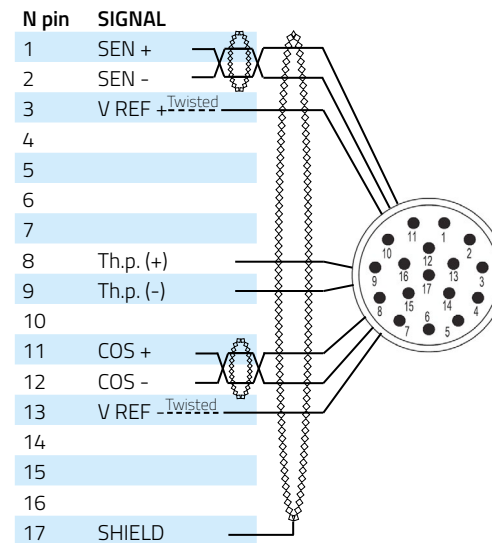 N pin SIGNAL
1 SEN +
2 SEN -
3 V REF + Twisted
4
5
6
7
8 Th.p. (+)
9 Th.p. (-)
10
11 COS +
12 COS -
13 V REF - Twisted
14
15
16
17 SHIELD
11 1
10 12 2
9 16 13 3
17
8 15 14 4
7 6 5